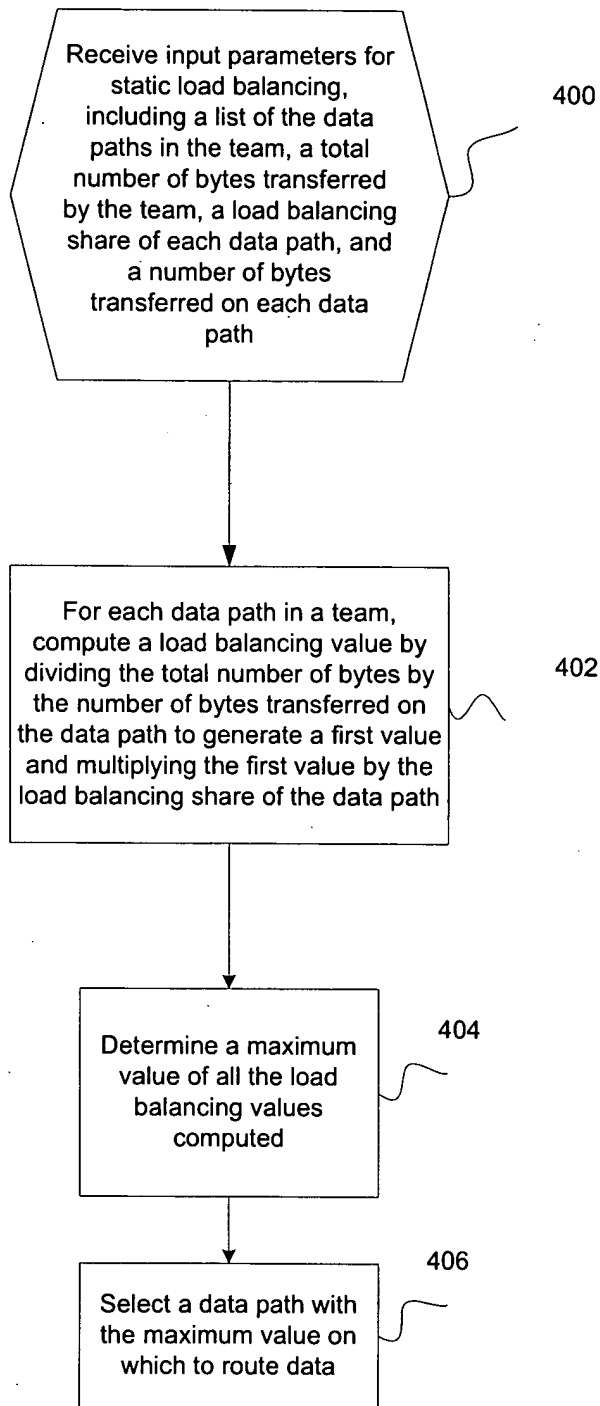 Receive input parameters for
static load balancing,
including a list of the data
paths in the team, a total
number of bytes transferred
by the team, a load balancing
share of each data path, and
a number of bytes
transferred on each data
path
400
For each data path in a team,
compute a load balancing value by
dividing the total number of bytes by
the number of bytes transferred on
the data path to generate a first value
and multiplying the first value by the
load balancing share of the data path
402
Determine a maximum
value of all the load
balancing values
computed
404
Select a data path with
the maximum value on
which to route data
406